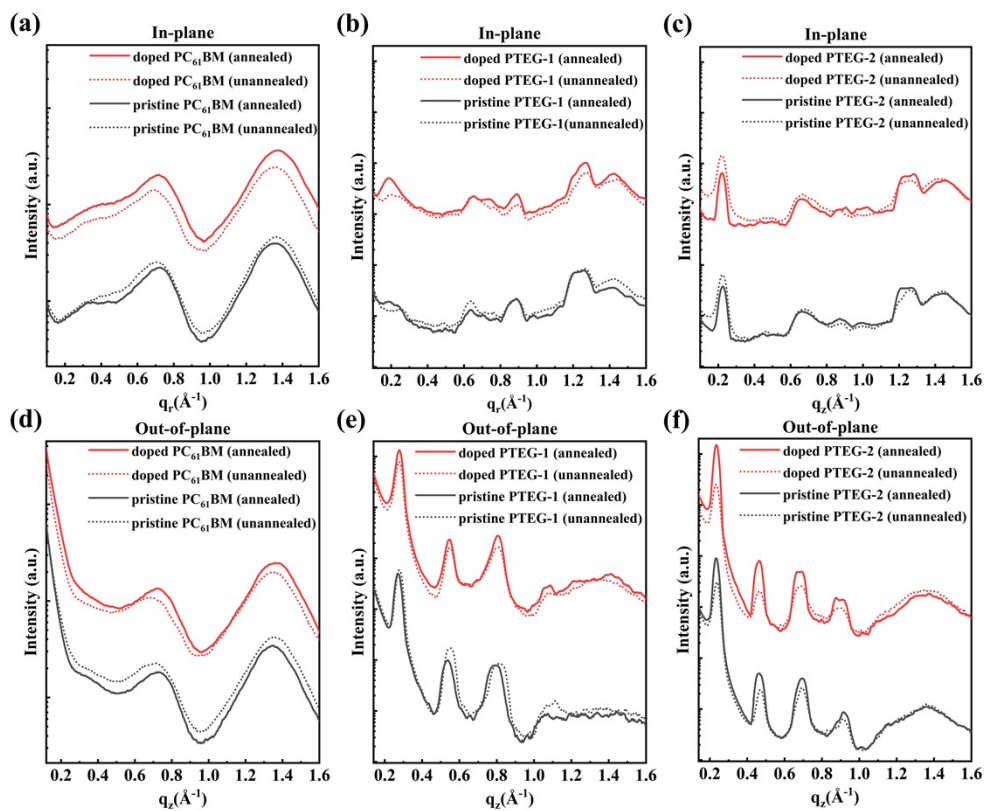 (a)
In-plane
doped PC61BM (annealed)
doped PC61BM (unannealed)
pristine PC61BM (annealed)
pristine PC61BM (unannealed)
Intensity (a.u.)
0.2 0.4 0.6 0.8 1.0 1.2 1.4 1.6
qr(Å-1)
(b)
In-plane
doped PTEG-1 (annealed)
doped PTEG-1 (unannealed)
pristine PTEG-1 (annealed)
pristine PTEG-1(unannealed)
Intensity (a.u.)
0.2 0.4 0.6 0.8 1.0 1.2 1.4 1.6
qr(Å-1)
(c)
In-plane
doped PTEG-2 (annealed)
doped PTEG-2 (unannealed)
pristine PTEG-2 (annealed)
pristine PTEG-2 (unannealed)
Intensity (a.u.)
0.2 0.4 0.6 0.8 1.0 1.2 1.4 1.6
qz(Å-1)
(d)
Out-of-plane
doped PC61BM (annealed)
doped PC61BM (unannealed)
pristine PC61BM (annealed)
pristine PC61BM (unannealed)
Intensity (a.u.)
0.2 0.4 0.6 0.8 1.0 1.2 1.4 1.6
qz(Å-1)
(e)
Out-of-plane
doped PTEG-1 (annealed)
doped PTEG-1 (unannealed)
pristine PTEG-1 (annealed)
pristine PTEG-1 (unannealed)
Intensity (a.u.)
0.2 0.4 0.6 0.8 1.0 1.2 1.4 1.6
qz(Å-1)
(f)
Out-of-plane
doped PTEG-2 (annealed)
doped PTEG-2 (unannealed)
pristine PTEG-2 (annealed)
pristine PTEG-2 (unannealed)
Intensity (a.u.)
0.2 0.4 0.6 0.8 1.0 1.2 1.4 1.6
qz(Å-1)